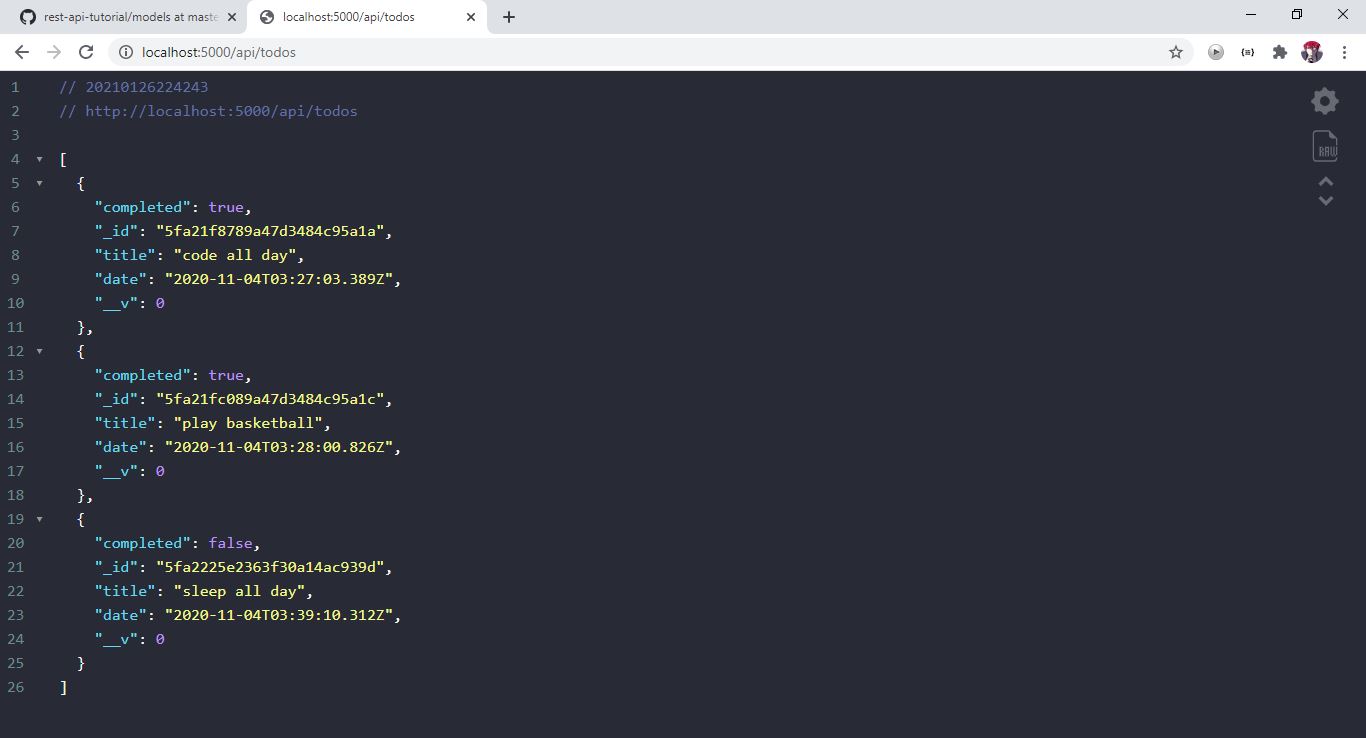 rest-api-tutorial/models at maste
localhost:5000/api/todos
localhost:5000/api/todos
1 // 20210126224243
2 // http://localhost:5000/api/todos
3
4 [
5 {
6 "completed": true,
7 "_id": "5fa21f8789a47d3484c95a1a",
8 "title": "code all day",
9 "date": "2020-11-04T03:27:03.389Z",
10 "__v": 0
11 },
12 {
13 "completed": true,
14 "_id": "5fa21fc089a47d3484c95a1c",
15 "title": "play basketball",
16 "date": "2020-11-04T03:28:00.826Z",
17 "__v": 0
18 },
19 {
20 "completed": false,
21 "_id": "5fa2225e2363f30a14ac939d",
22 "title": "sleep all day",
23 "date": "2020-11-04T03:39:10.312Z",
24 "__v": 0
25 }
26 ]
RAW